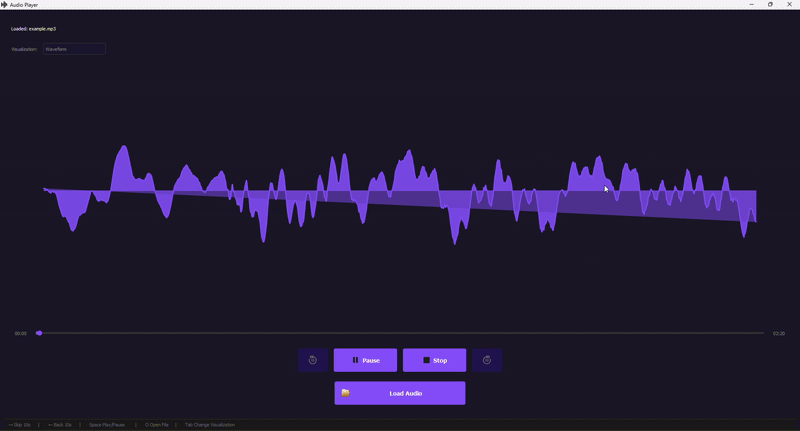 Audio Player
Loaded: example.mp3
Visualization: Waveform
00:00
02:20
Pause
Stop
Load Audio
Skip 10s | Back 10s | Space Play/Pause | O Open File | Tab Change Visualization